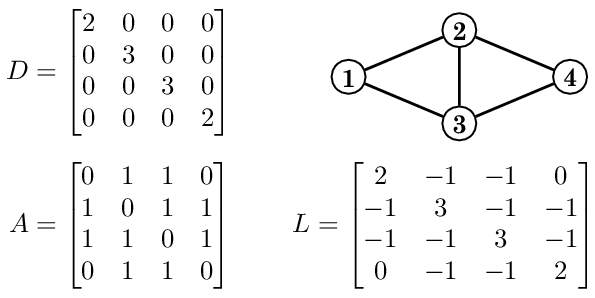 D = [2 0 0 0
0 3 0 0
0 0 3 0
0 0 0 2]
1 2 3 4
A = [0 1 1 0
1 0 1 1
1 1 0 1
0 1 1 0]
L = [2 −1 −1 0
−1 3 −1 −1
−1 −1 3 −1
0 −1 −1 2]